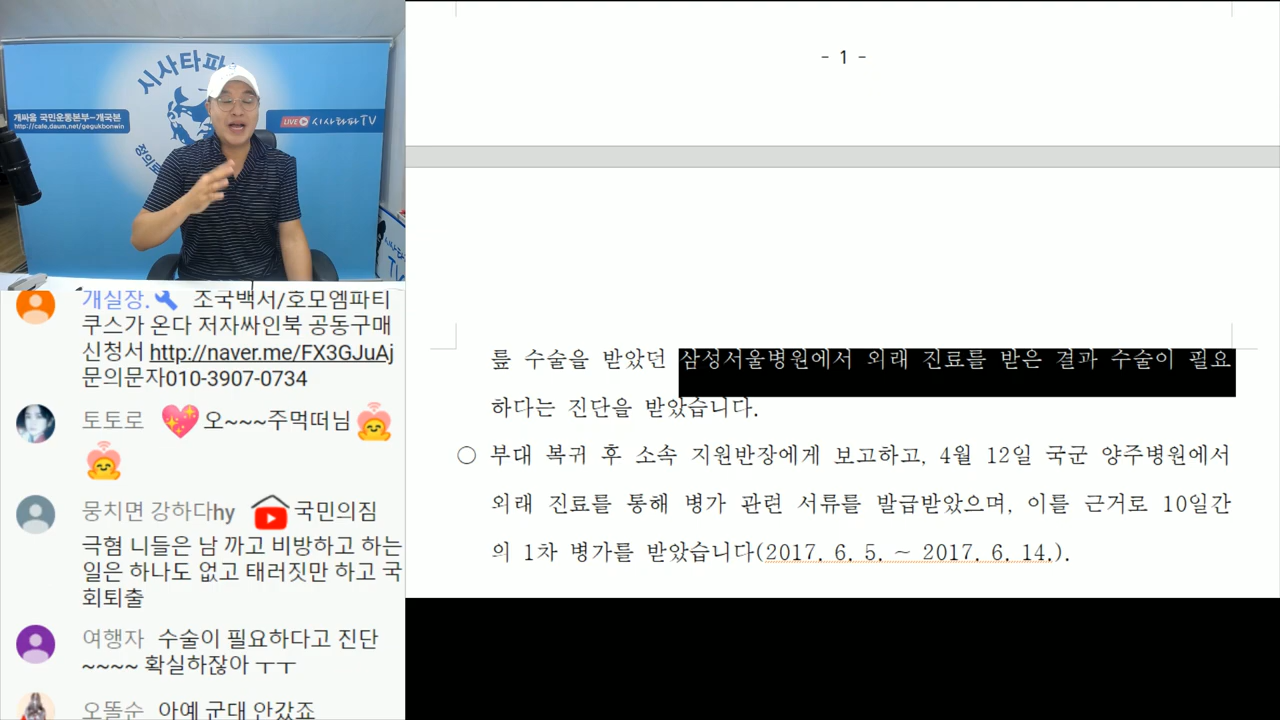 시사타파
개싸움 국민운동본부-개국본
http://cafe.daum.net/gegukbonwin
LIVE 시사타파TV
정의
시사타
TV
개실장. 조국백서/호모엠파티
쿠스가 온다 저자싸인북 공동구매
신청서 http://naver.me/FX3GJuAj
문의문자010-3907-0734
토토로 오~~~주먹떠님
뭉치면 강하다hy 국민의짐
극혐 니들은 남 까고 비방하고 하는
일은 하나도 없고 태러짓만 하고 국
회퇴출
여행자 수술이 필요하다고 진단
~~~~ 확실하잖아 ㅜㅜ
오똘순 아예 군대 안갔죠
- 1 -
릎 수술을 받았던 삼성서울병원에서 외래 진료를 받은 결과 수술이 필요
하다는 진단을 받았습니다.
○ 부대 복귀 후 소속 지원반장에게 보고하고, 4월 12일 국군 양주병원에서
외래 진료를 통해 병가 관련 서류를 발급받았으며, 이를 근거로 10일간
의 1차 병가를 받았습니다(2017. 6. 5. ~ 2017. 6. 14.).